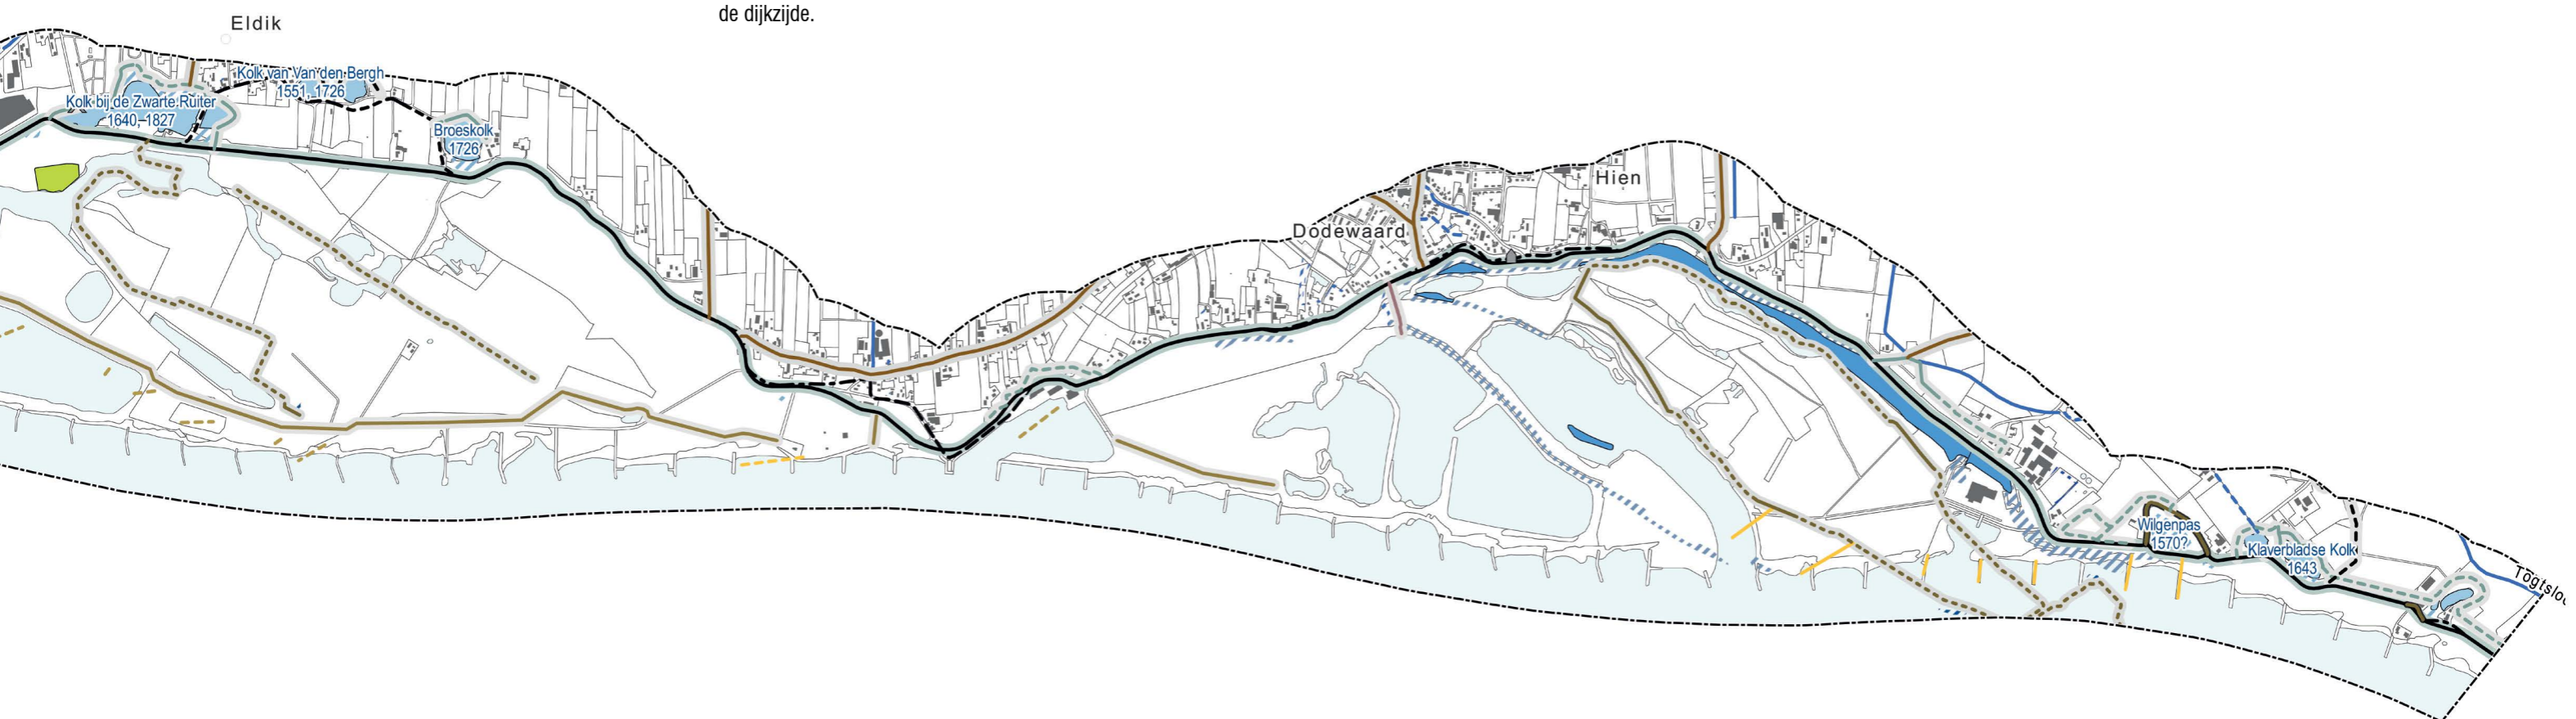 de dijkzijde.
Eldik
Kolk van Van den Bergh
1551, 1726
Kolk bij de Zwarte Ruiter
1640, 1827
Broeskolk
1726
Hien
Dodewaard
Wilgenpas
1570?
Klaverbladse Kolk
1643